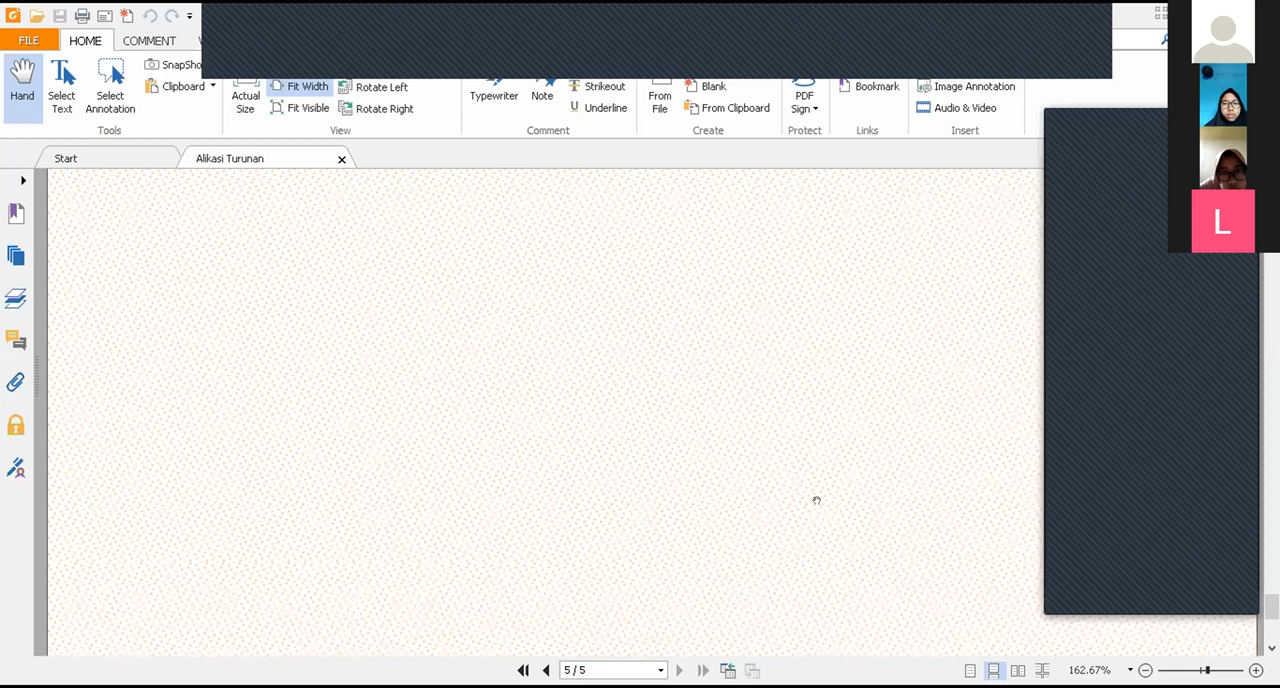 FILE
HOME
COMMENT
Hand
Select
Text
Select
Annotation
SnapSho
Clipboard
Tools
Actual
Size
Fit Width
Fit Visible
Rotate Left
Rotate Right
View
Typewriter
Note
Strikeout
Underline
Comment
From
File
Blank
From Clipboard
Create
PDF
Sign
Protect
Bookmark
Links
Image Annotation
Audio & Video
Insert
Start
Alikasi Turunan
L
5 / 5
162.67%